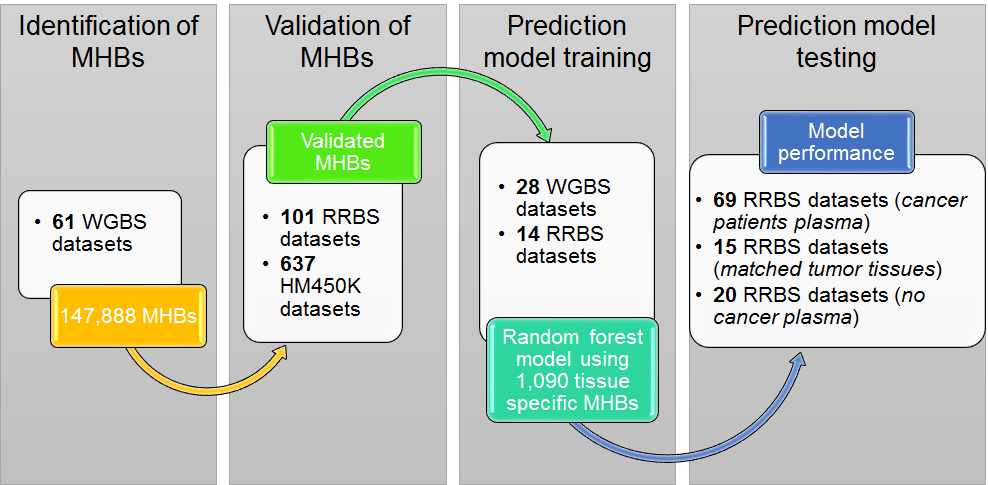 Identification of
MHBs
• 61 WGBS
datasets
147,888 MHBs
Validation of
MHBs
Validated
MHBs
• 101 RRBS
datasets
• 637
HM450K
datasets
Prediction
model training
• 28 WGBS
datasets
• 14 RRBS
datasets
Random forest
model using
1,090 tissue
specific MHBs
Prediction model
testing
Model
performance
• 69 RRBS datasets (cancer
patients plasma)
• 15 RRBS datasets
(matched tumor tissues)
• 20 RRBS datasets (no
cancer plasma)